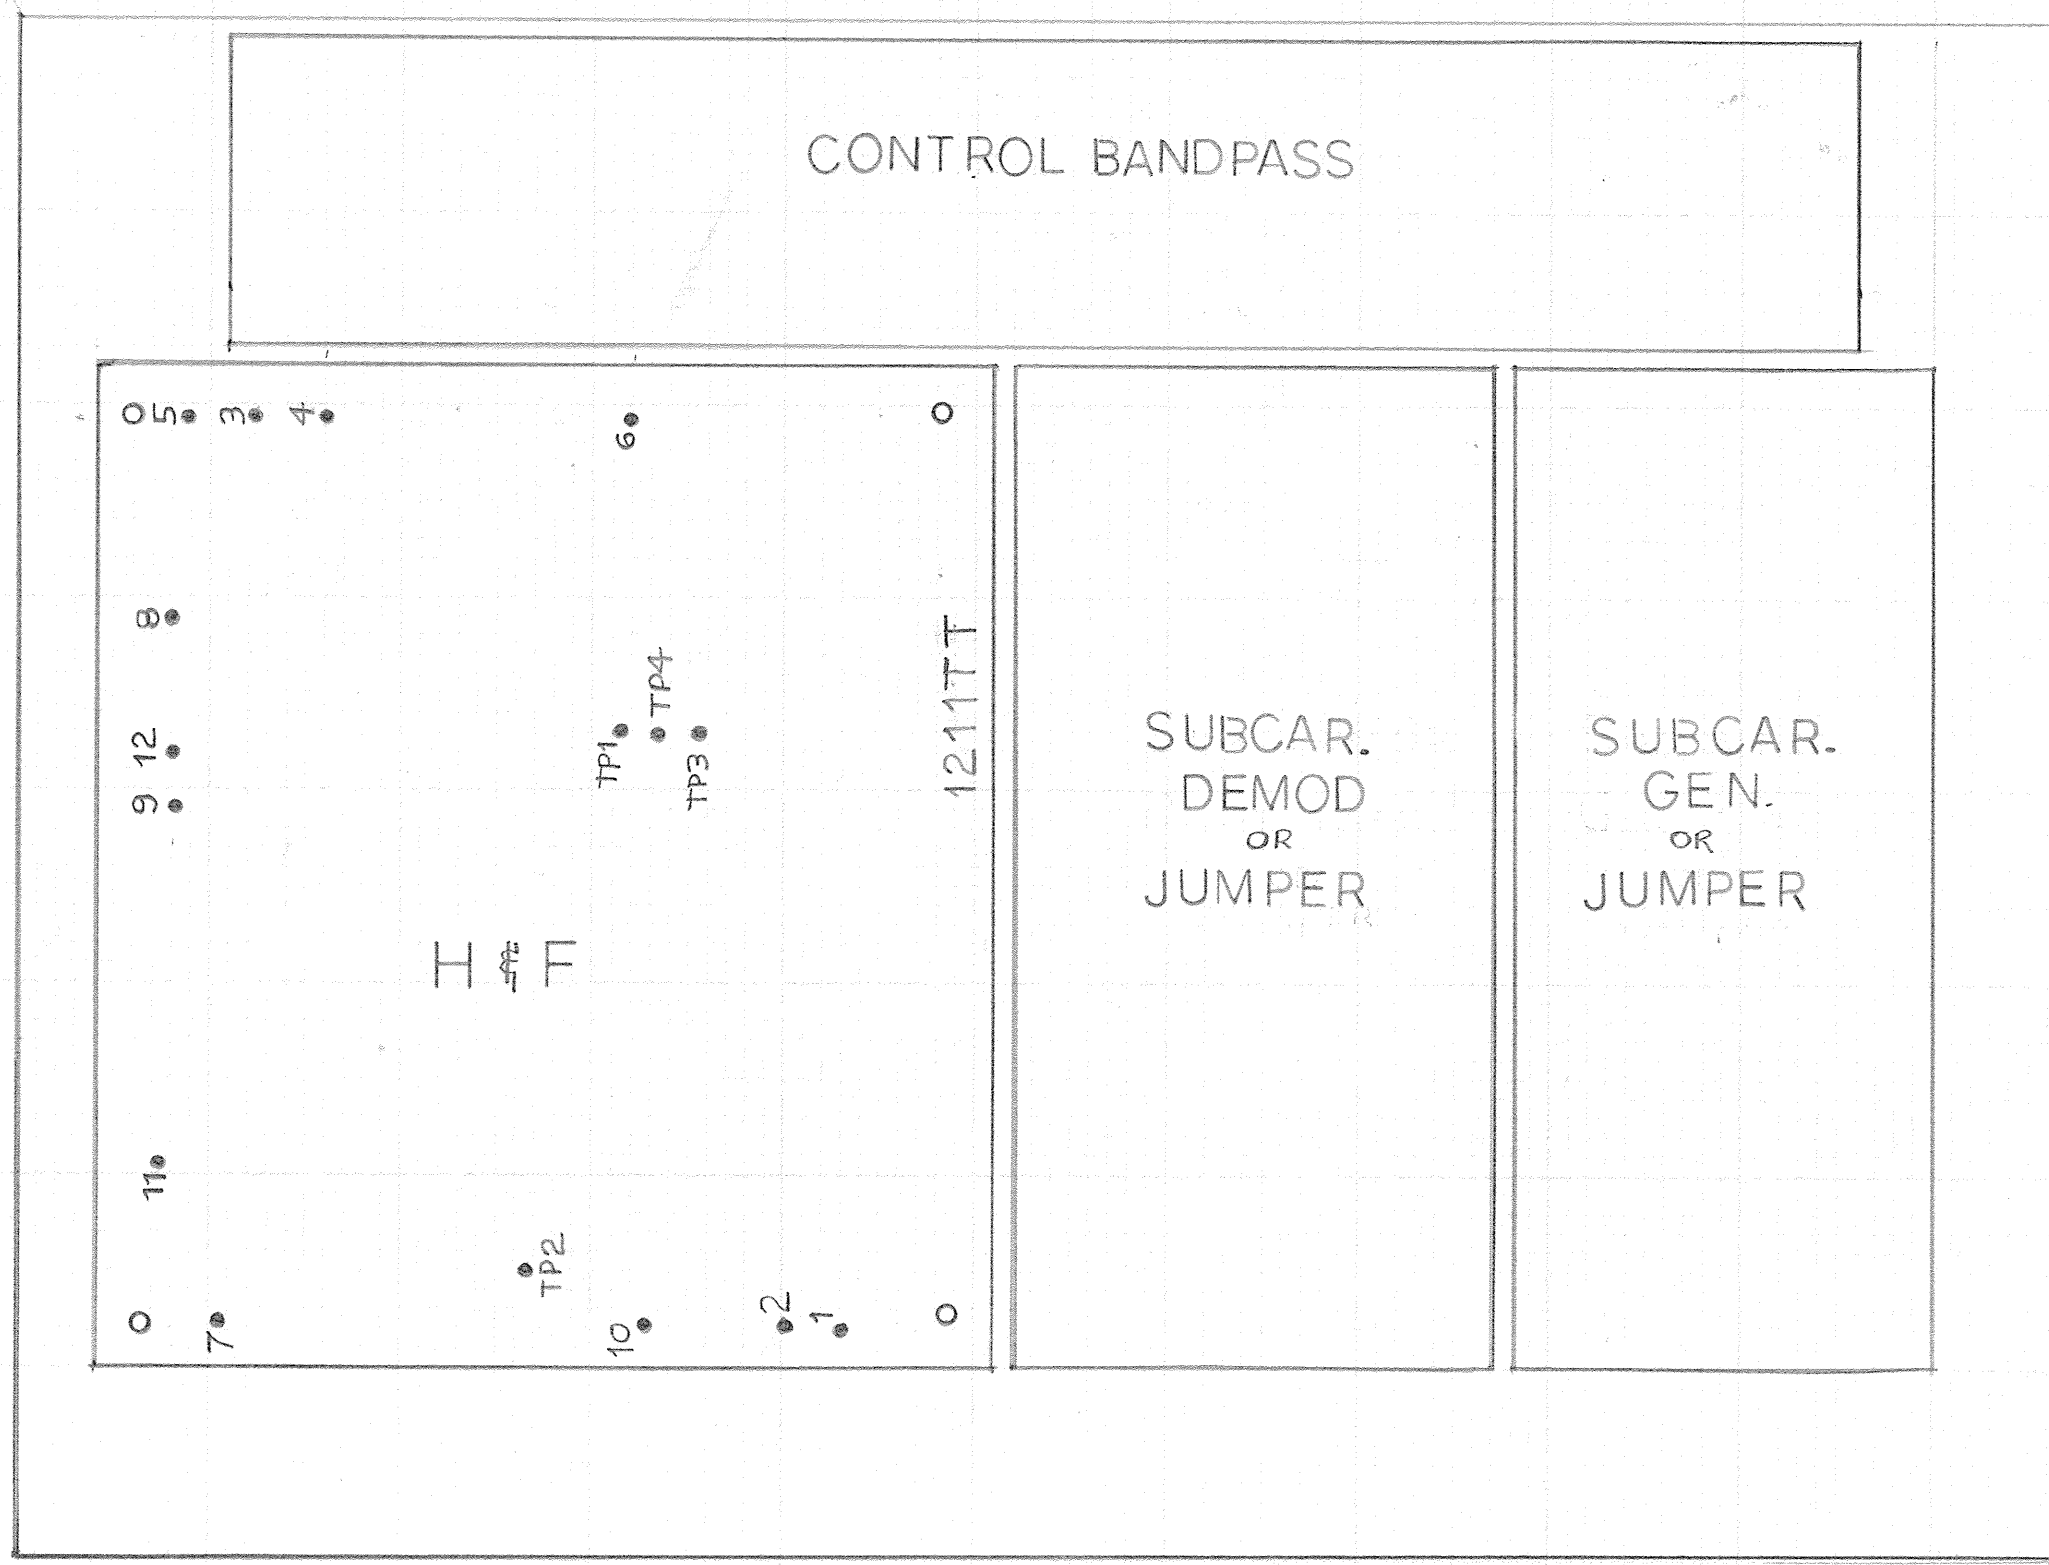 CONTROL BANDPASS
5 3 4
6
8
12
9
11
7
TP1
TP4
TP3
TP2
10
2
1
1211TT
H F
SUBCAR.
DEMOD
OR
JUMPER
SUBCAR.
GEN.
OR
JUMPER